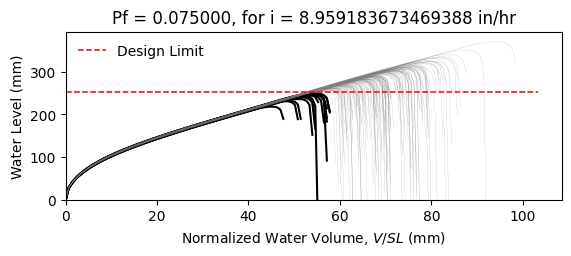 Pf = 0.075000, for i = 8.959183673469388 in/hr
Design Limit
Water Level (mm)
300
200
100
0
0 20 40 60 80 100
Normalized Water Volume, V/SL (mm)